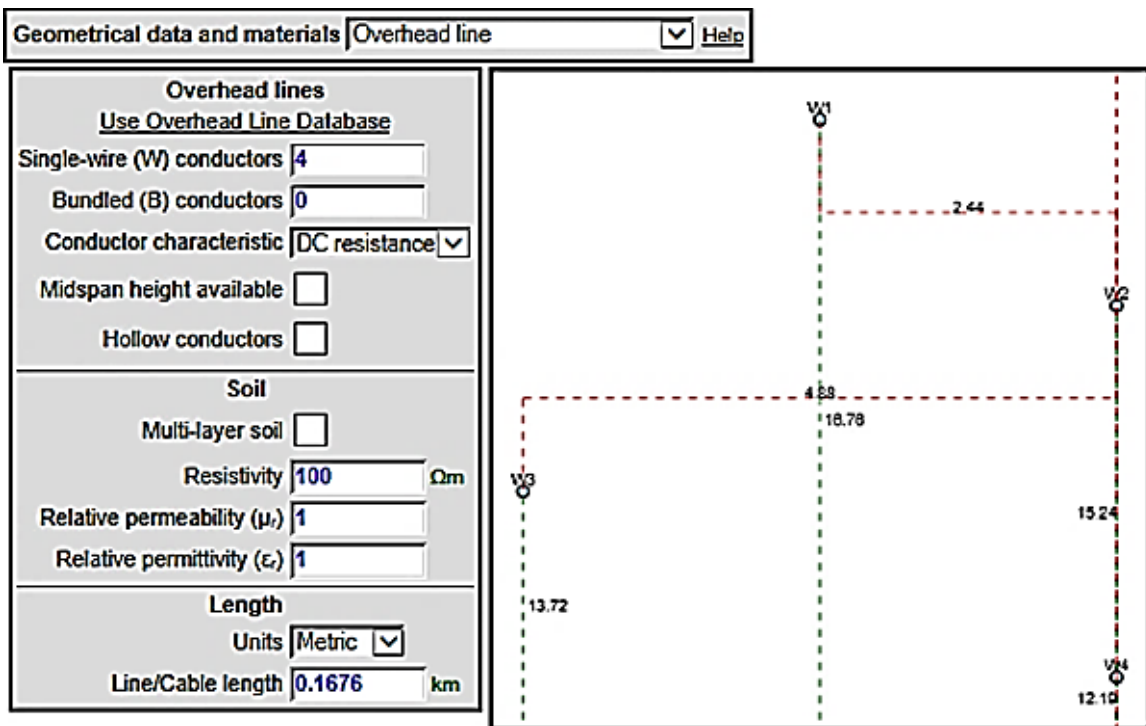 Geometrical data and materials Overhead line Help
Overhead lines
Use Overhead Line Database
Single-wire (W) conductors 4
Bundled (B) conductors 0
Conductor characteristic DC resistance
Midspan height available
Hollow conductors
Soil
Multi-layer soil
Resistivity 100 Ωm
Relative permeability (μr) 1
Relative permittivity (εr) 1
Length
Units Metric
Line/Cable length 0.1676 km
W1
2.44
W2
4.88
16.76
W3
15.24
13.72
W4
12.19